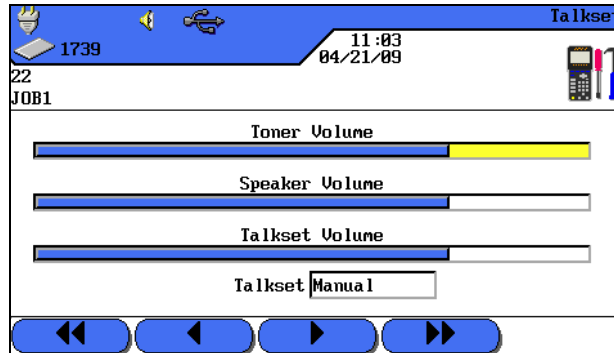 Talkset
1739
11:03
04/21/09
22
JOB1
Toner Volume
Speaker Volume
Talkset Volume
Talkset Manual